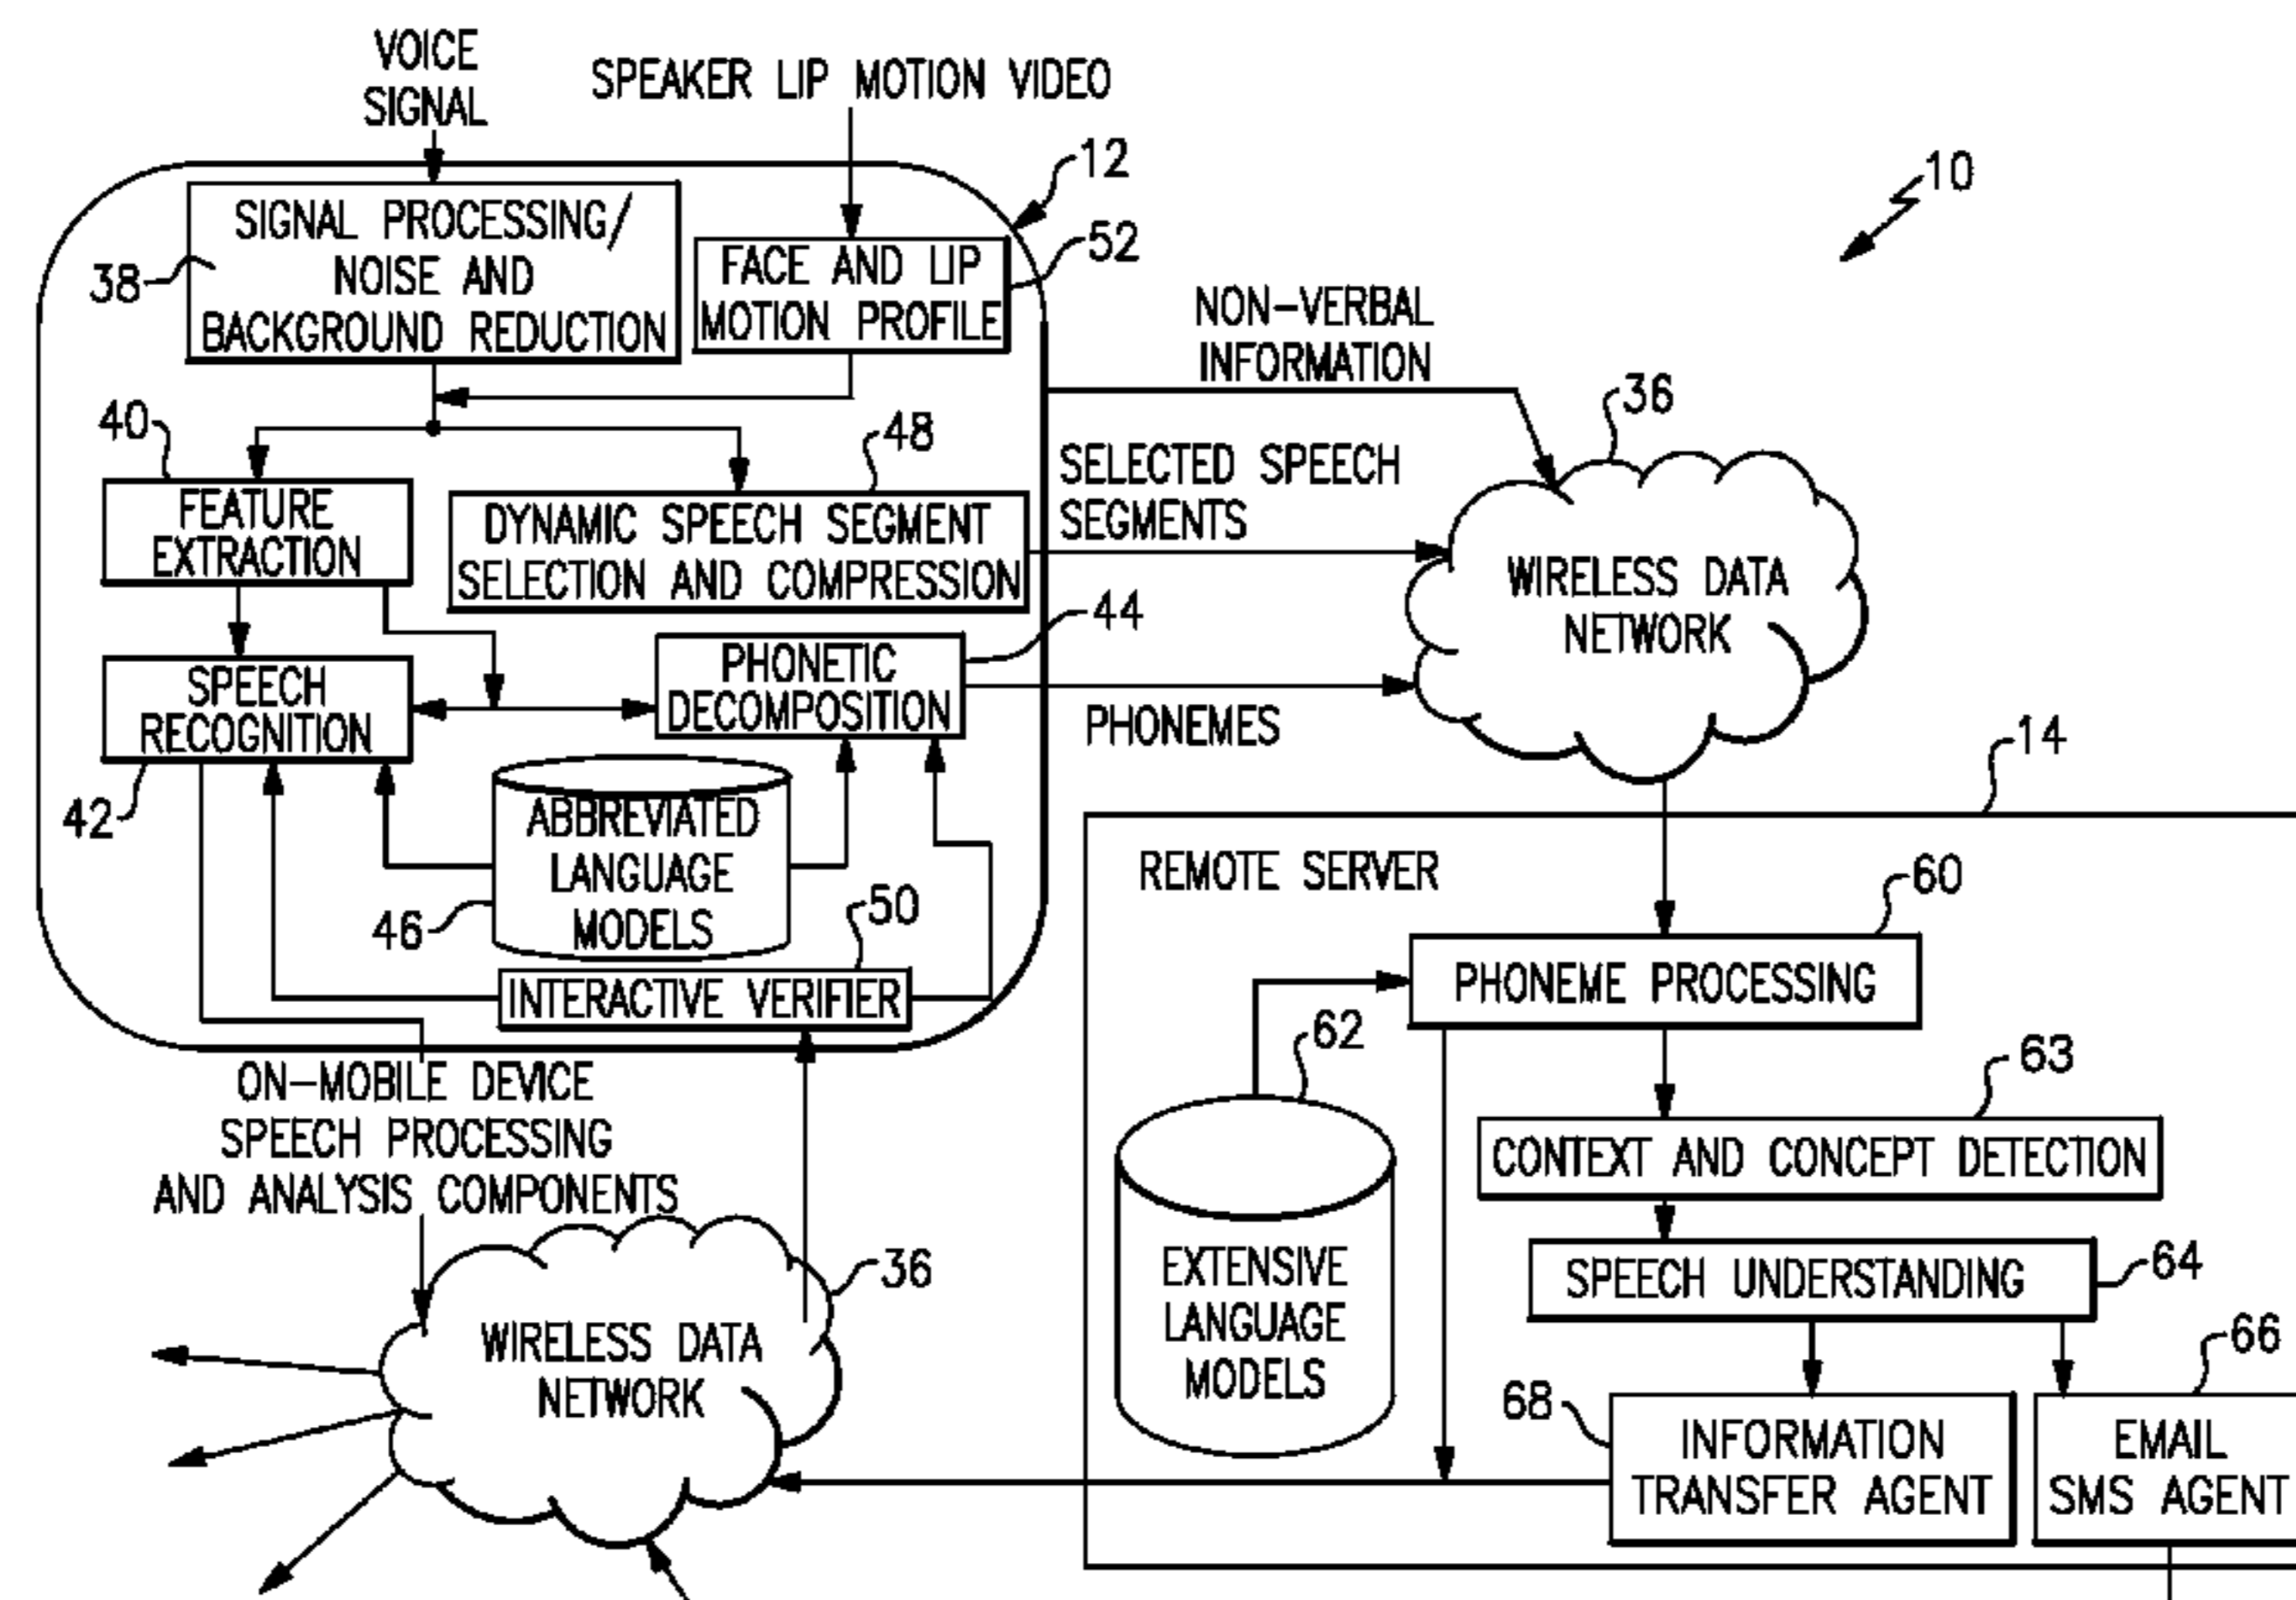 VOICE
SIGNAL
SPEAKER LIP MOTION VIDEO
12
10
SIGNAL PROCESSING/
NOISE AND
BACKGROUND REDUCTION
38
FACE AND LIP
MOTION PROFILE
52
NON-VERBAL
INFORMATION
36
40
48
FEATURE
EXTRACTION
DYNAMIC SPEECH SEGMENT
SELECTION AND COMPRESSION
SELECTED SPEECH
SEGMENTS
WIRELESS DATA
NETWORK
44
SPEECH
RECOGNITION
PHONETIC
DECOMPOSITION
PHONEMES
42
14
ABBREVIATED
LANGUAGE
MODELS
46
50
REMOTE SERVER
60
INTERACTIVE VERIFIER
PHONEME PROCESSING
62
63
ON-MOBILE DEVICE
SPEECH PROCESSING
AND ANALYSIS COMPONENTS
CONTEXT AND CONCEPT DETECTION
36
EXTENSIVE
LANGUAGE
MODELS
SPEECH UNDERSTANDING
64
WIRELESS DATA
NETWORK
66
68
INFORMATION
TRANSFER AGENT
EMAIL
SMS AGENT